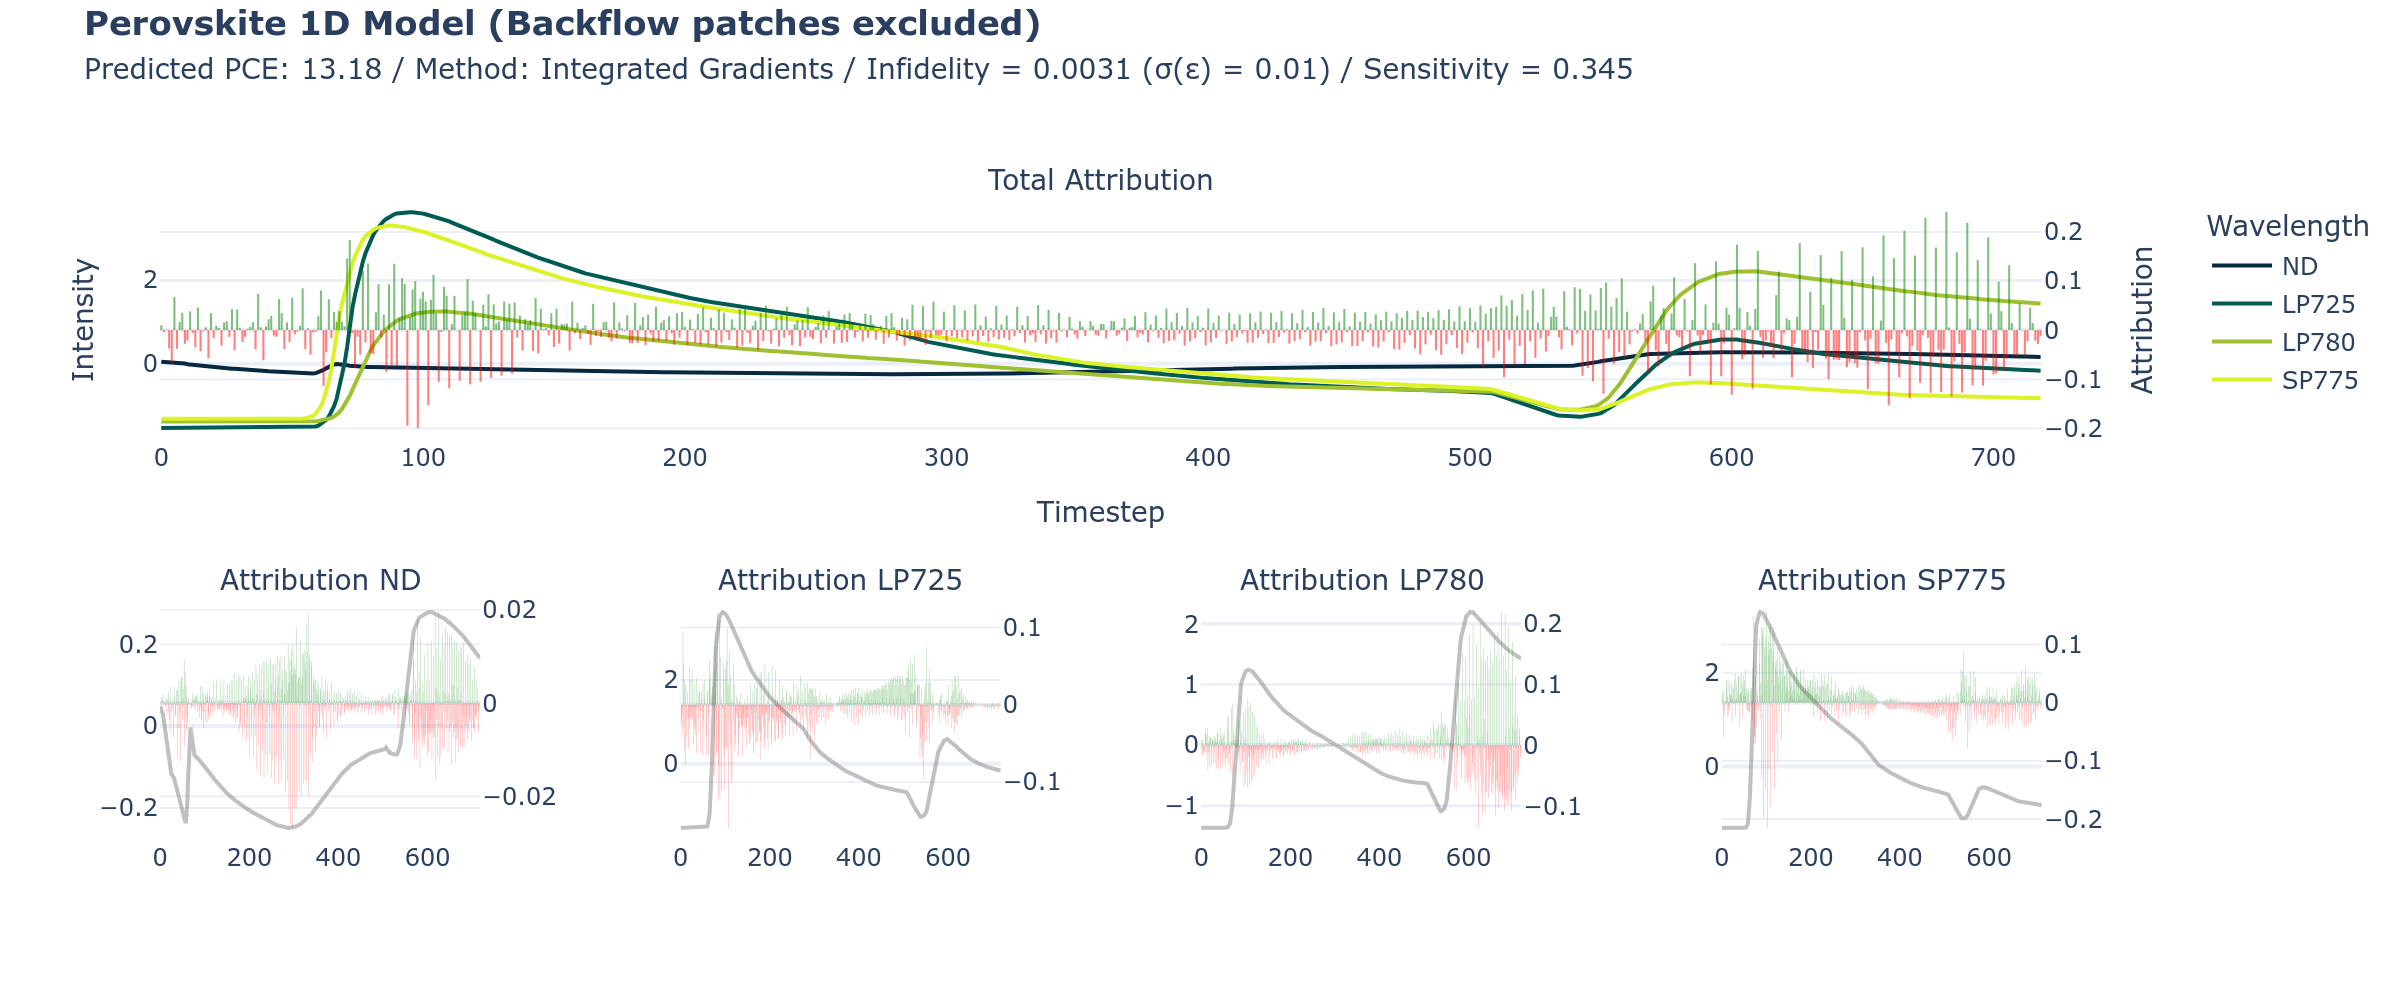 Perovskite 1D Model (Backflow patches excluded)
Predicted PCE: 13.18 / Method: Integrated Gradients / Infidelity = 0.0031 (σ(ε) = 0.01) / Sensitivity = 0.345
Total Attribution
Intensity
2
0
0.2
0.1
0
−0.1
−0.2
Attribution
0 100 200 300 400 500 600 700
Timestep
Wavelength
ND
LP725
LP780
SP775
Attribution ND
0.2
0
−0.2
0.02
0
−0.02
0 200 400 600
Attribution LP725
2
0
0.1
0
−0.1
0 200 400 600
Attribution LP780
2
1
0
−1
0.2
0.1
0
−0.1
0 200 400 600
Attribution SP775
2
0
0.1
0
−0.1
−0.2
0 200 400 600